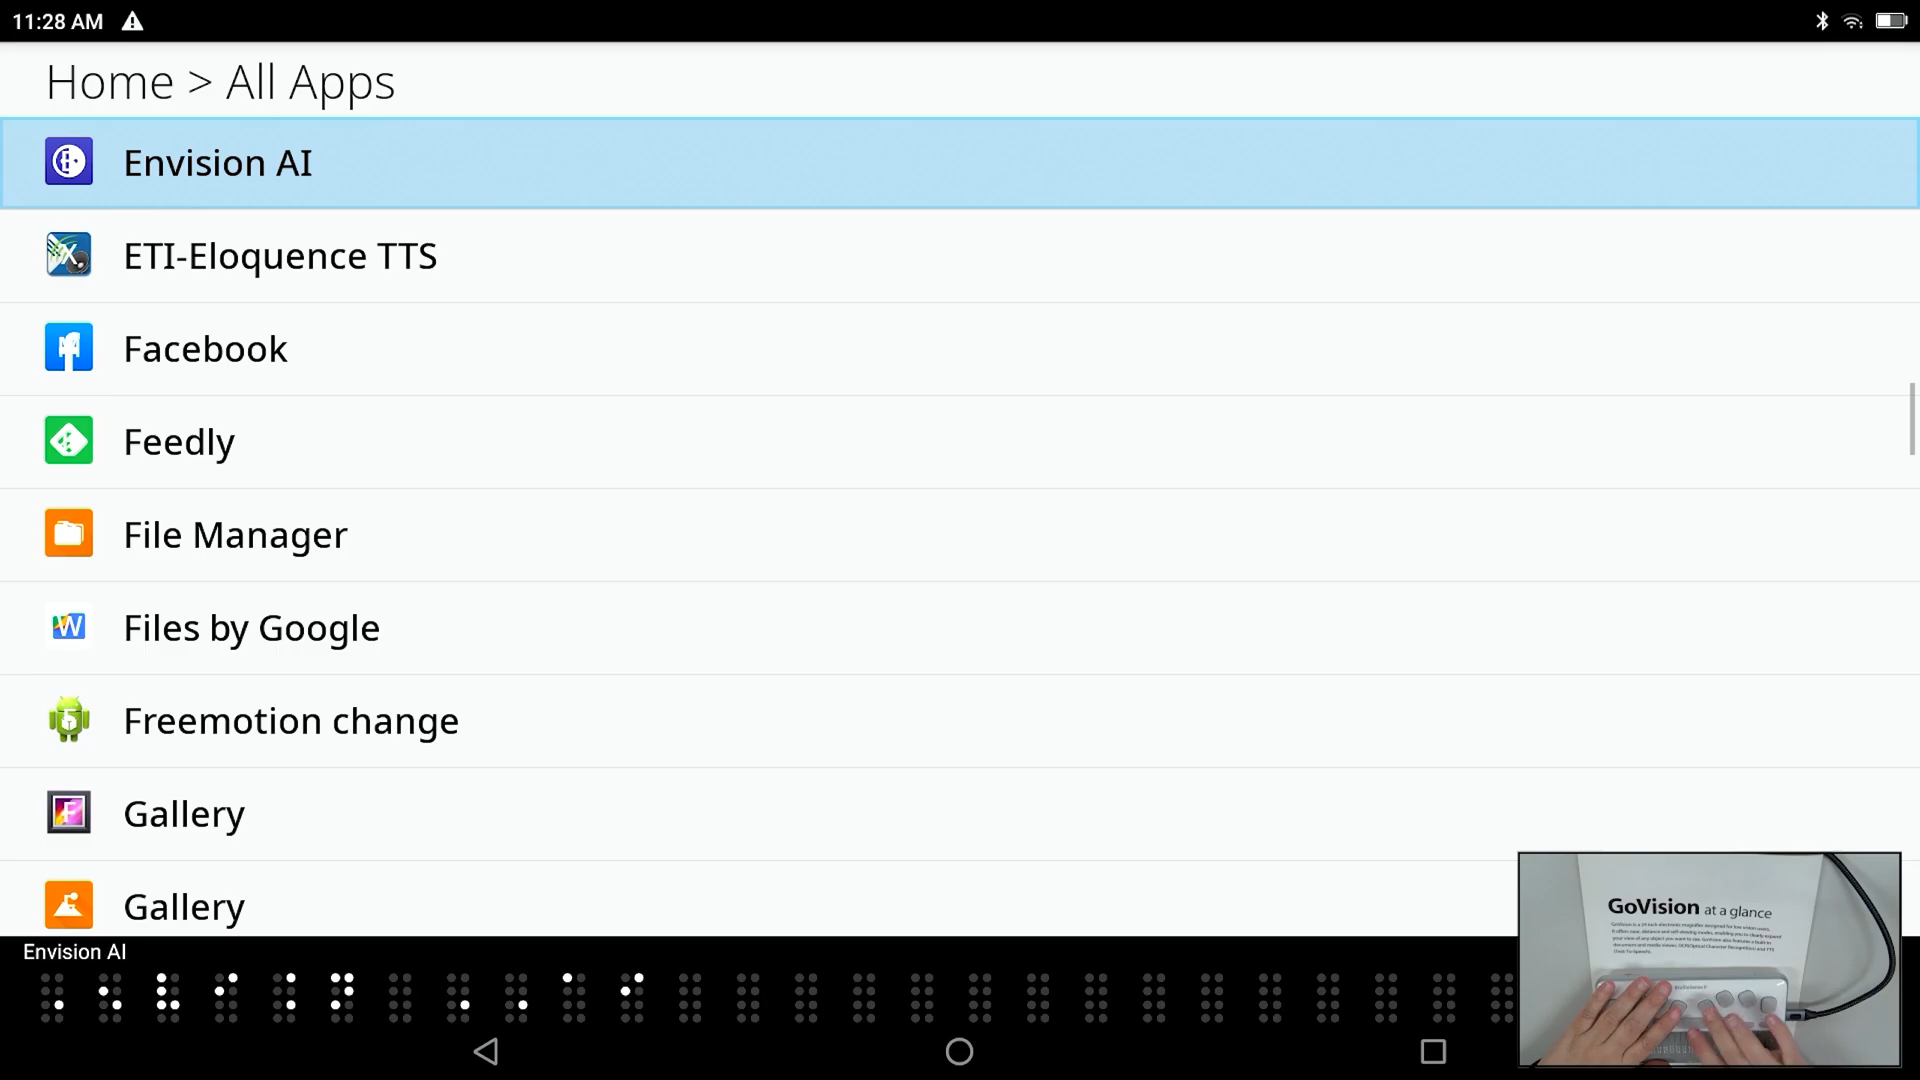 11:28 AM
Home > All Apps
Envision AI
ETI-Eloquence TTS
Facebook
Feedly
File Manager
Files by Google
Freemotion change
Gallery
Gallery
Envision AI
GoVision at a glance